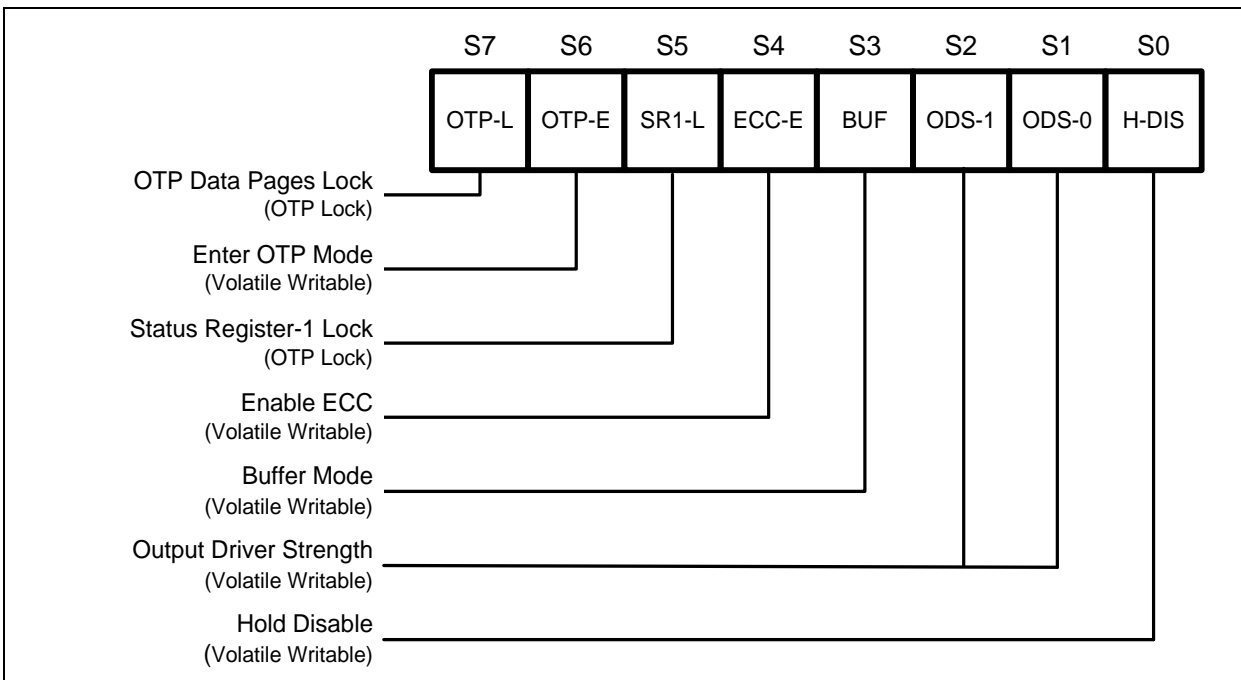 S7 S6 S5 S4 S3 S2 S1 S0
OTP-L OTP-E SR1-L ECC-E BUF ODS-1 ODS-0 H-DIS
OTP Data Pages Lock
(OTP Lock)
Enter OTP Mode
(Volatile Writable)
Status Register-1 Lock
(OTP Lock)
Enable ECC
(Volatile Writable)
Buffer Mode
(Volatile Writable)
Output Driver Strength
(Volatile Writable)
Hold Disable
(Volatile Writable)